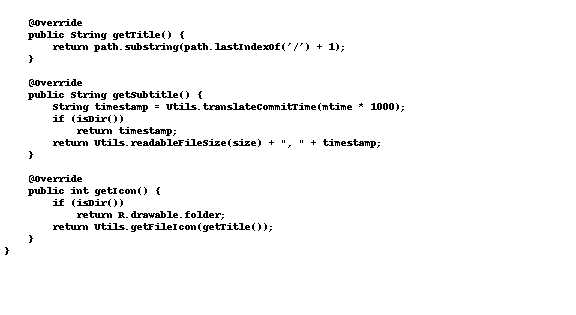 @Override
public String getTitle() {
return path.substring(path.lastIndexOf('/') + 1);
}
@Override
public String getSubtitle() {
String timestamp = Utils.translateCommitTime(mtime * 1000);
if (isDir())
return timestamp;
return Utils.readableFileSize(size) + ", " + timestamp;
}
@Override
public int getIcon() {
if (isDir())
return R.drawable.folder;
return Utils.getFileIcon(getTitle());
}
}